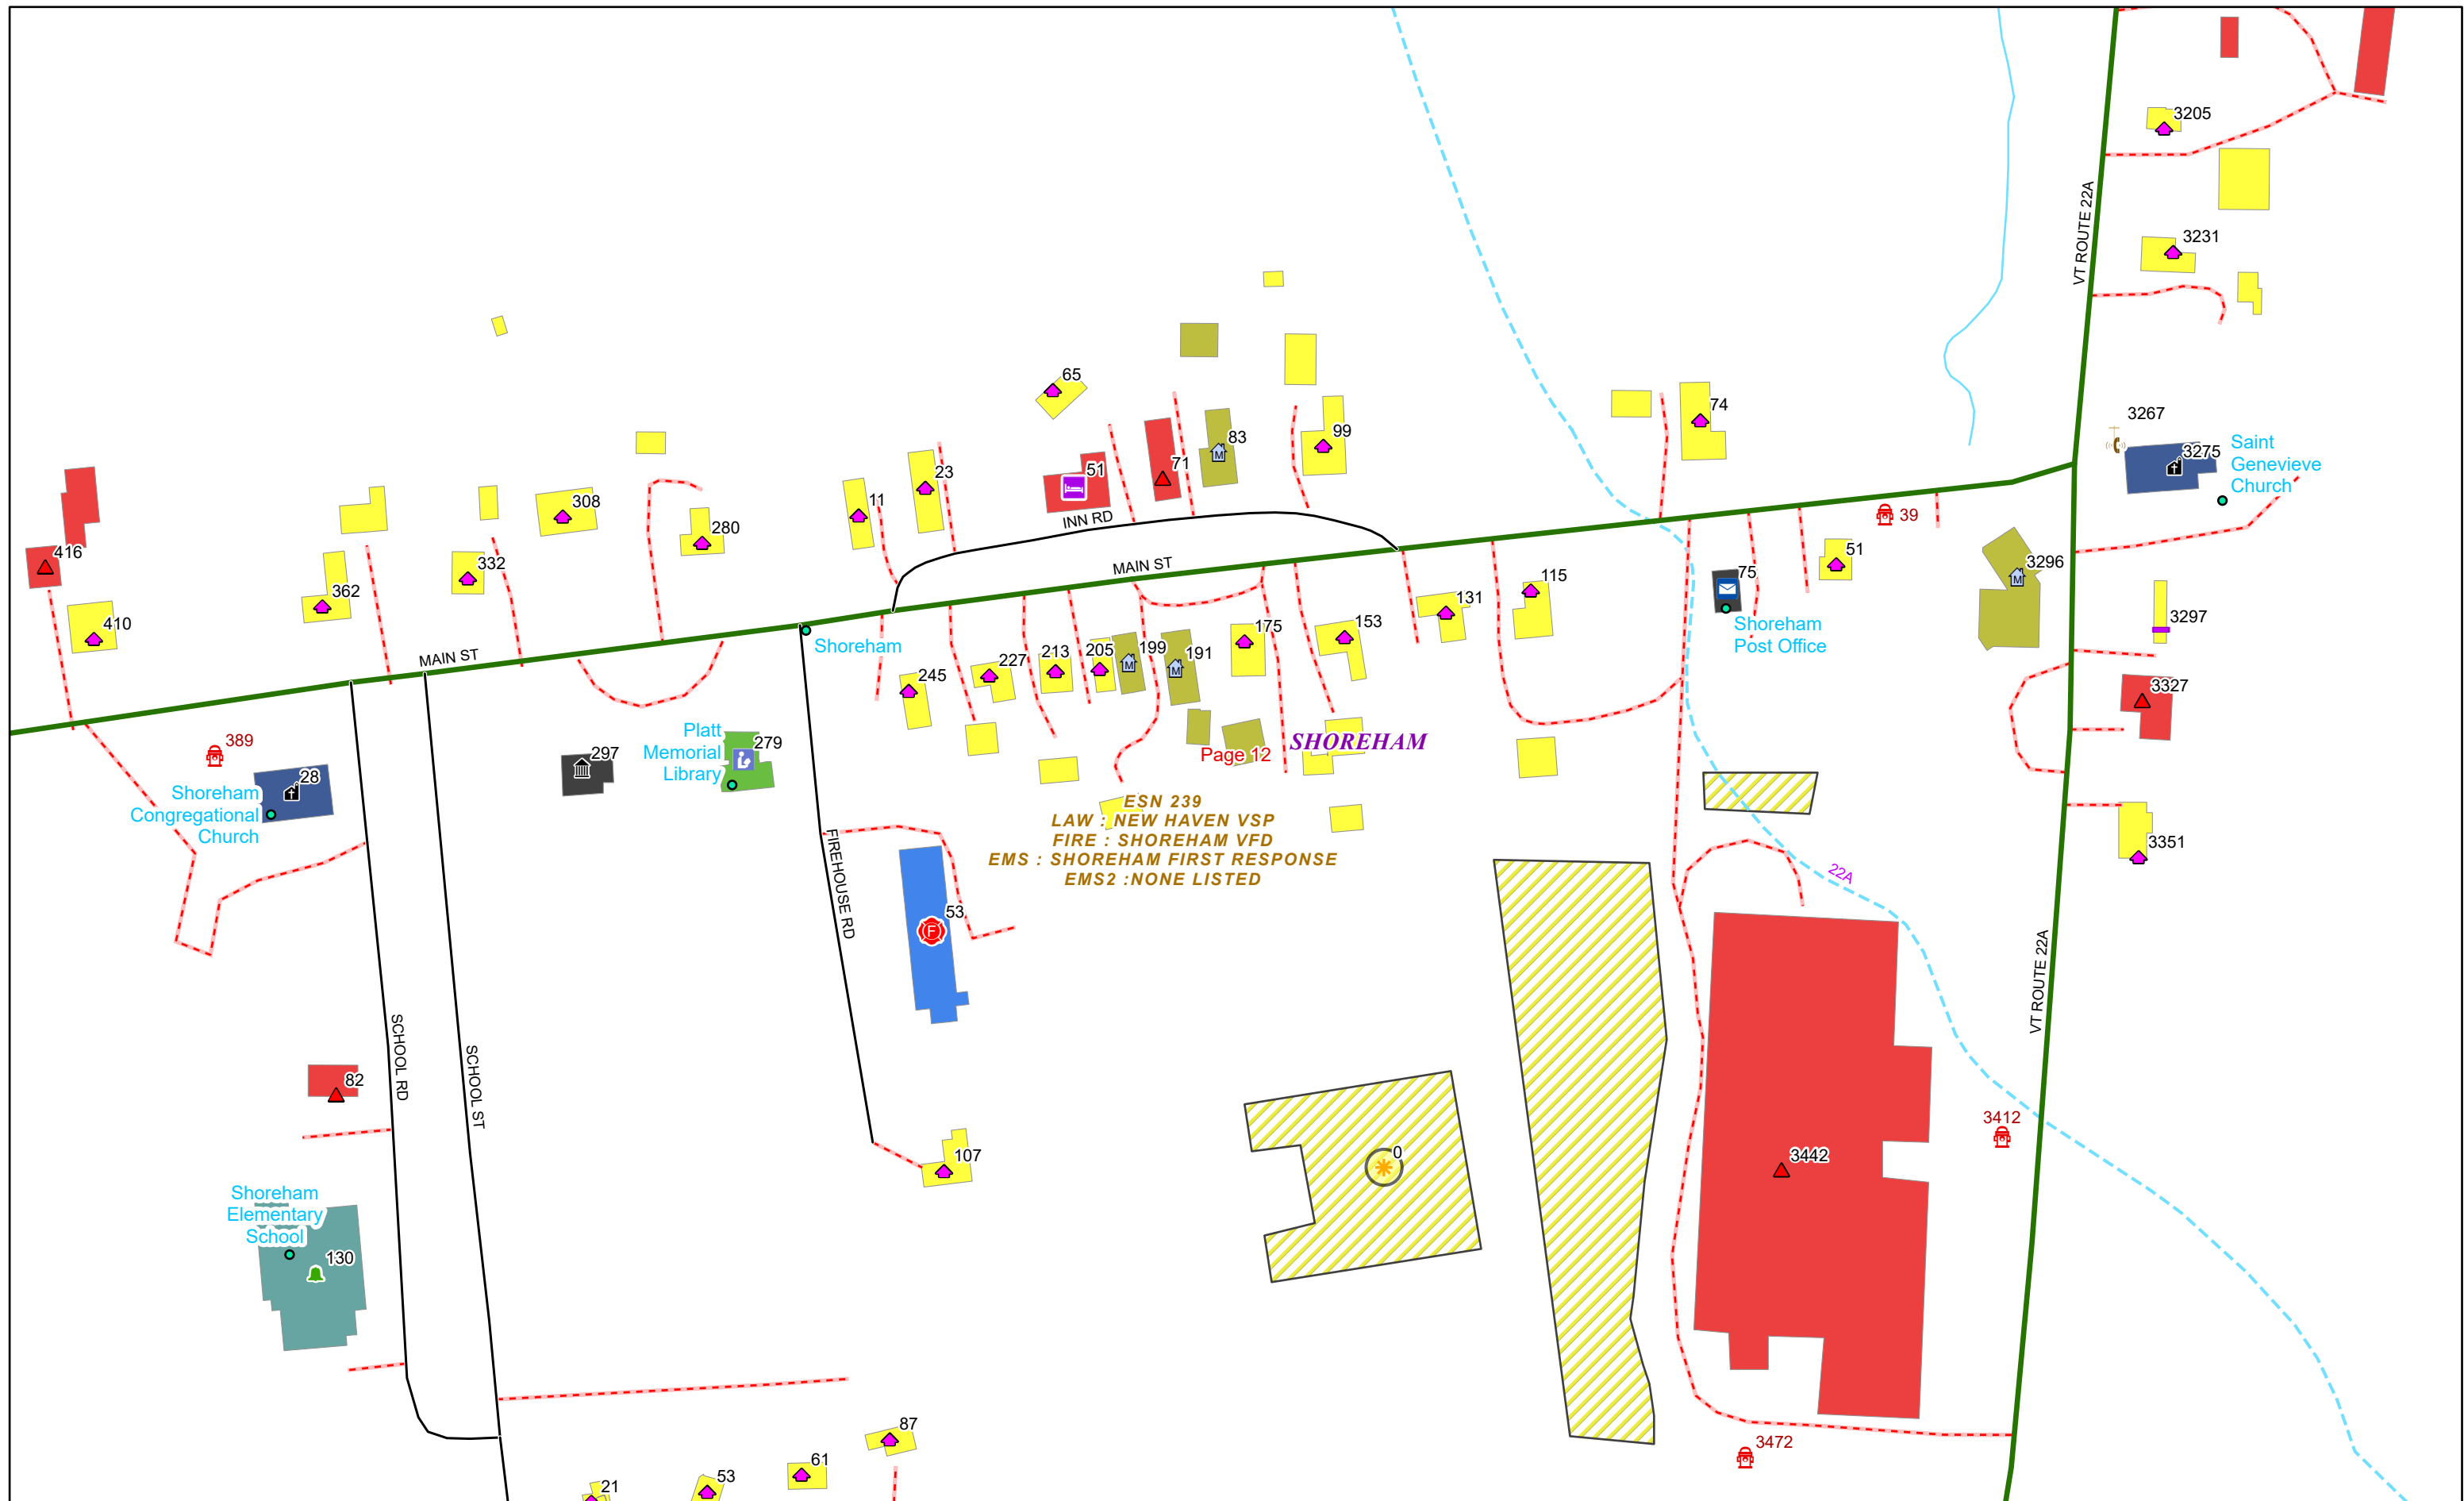 3205
VT ROUTE 22A
3231
65
3267
74
83
99
3275
Saint
Genevieve
Church
71
51
23
11
308
INN RD
39
280
416
332
362
MAIN ST
51
3296
75
115
131
410
Shoreham
Post Office
3297
153
175
Shoreham
205
199
191
213
227
245
MAIN ST
3327
389
Platt
Memorial
Library
279
297
SHOREHAM
Page 12
28
Shoreham
Congregational
Church
ESN 239
LAW : NEW HAVEN VSP
FIRE : SHOREHAM VFD
EMS : SHOREHAM FIRST RESPONSE
EMS2 :NONE LISTED
3351
22A
FIREHOUSE RD
53
VT ROUTE 22A
SCHOOL RD
SCHOOL ST
82
3412
107
0
3442
Shoreham
Elementary
School
130
87
3472
61
53
21
F
M
M
M
M